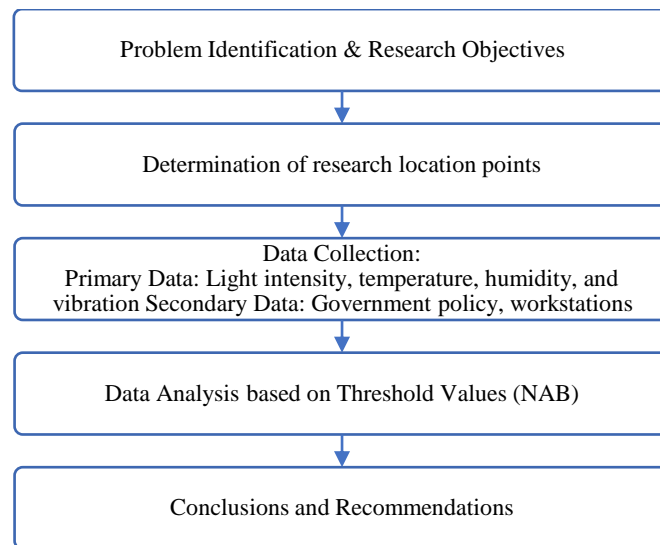 Problem Identification & Research Objectives
Determination of research location points
Data Collection:
Primary Data: Light intensity, temperature, humidity, and
vibration Secondary Data: Government policy, workstations
Data Analysis based on Threshold Values (NAB)
Conclusions and Recommendations